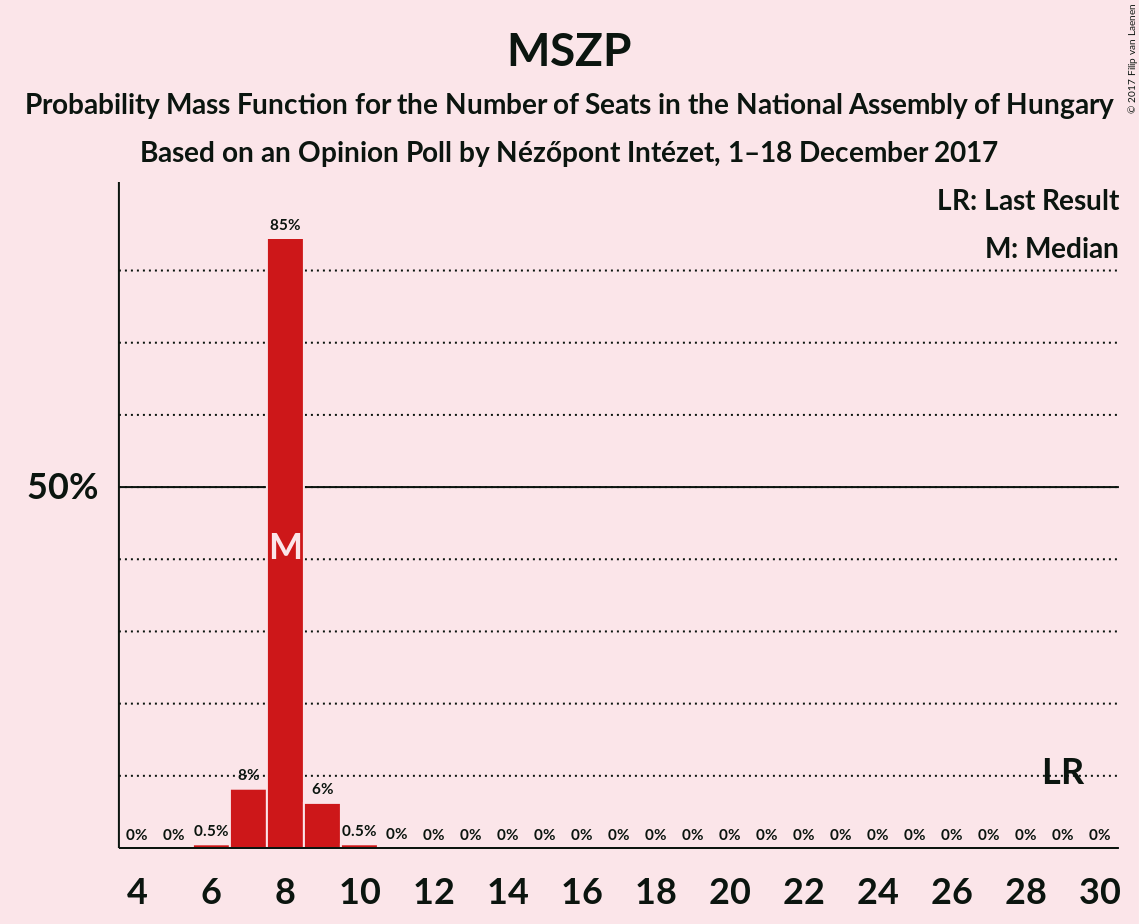 MSZP
Probability Mass Function for the Number of Seats in the National Assembly of Hungary
Based on an Opinion Poll by Nézőpont Intézet, 1–18 December 2017
© 2017 Filip van Laenen
LR: Last Result
M: Median
50%
85%
M
8%
6%
LR
0% 0% 0.5% 0.5% 0% 0% 0% 0% 0% 0% 0% 0% 0% 0% 0% 0% 0% 0% 0% 0% 0% 0% 0% 0%
4 6 8 10 12 14 16 18 20 22 24 26 28 30